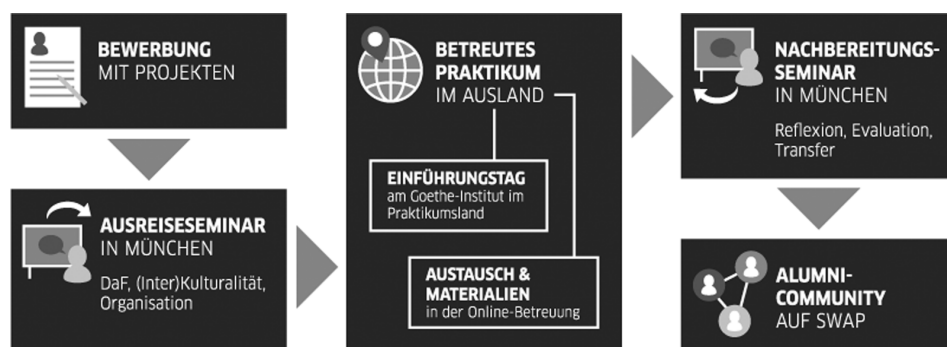 BEWERBUNG
MIT PROJEKTEN
AUSREISESEMINAR
IN MÜNCHEN
DaF, (Inter)Kulturalität,
Organisation
BETREUTES
PRAKTIKUM
IM AUSLAND
EINFÜHRUNGSTAG
am Goethe-Institut im
Praktikumsland
AUSTAUSCH &
MATERIALIEN
in der Online-Betreuung
NACHBEREITUNGS-
SEMINAR
IN MÜNCHEN
Reflexion, Evaluation,
Transfer
ALUMNI-
COMMUNITY
AUF SWAP